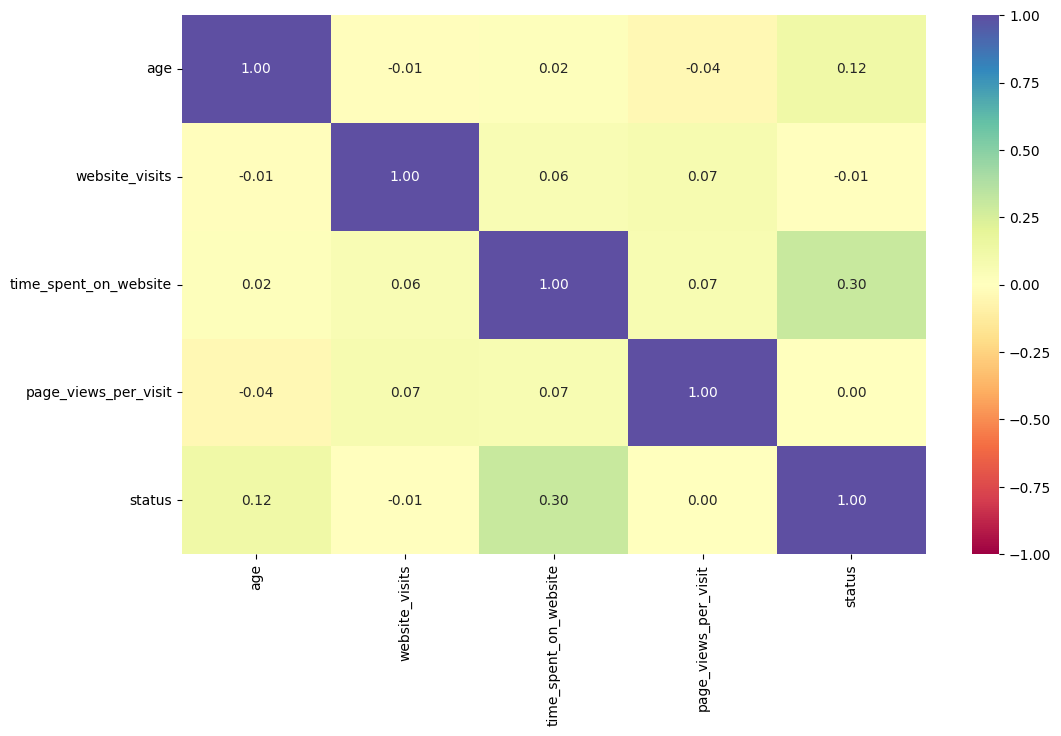 age 1.00 -0.01 0.02 -0.04 0.12
website_visits -0.01 1.00 0.06 0.07 -0.01
time_spent_on_website 0.02 0.06 1.00 0.07 0.30
page_views_per_visit -0.04 0.07 0.07 1.00 0.00
status 0.12 -0.01 0.30 0.00 1.00
age
website_visits
time_spent_on_website
page_views_per_visit
status
1.00
0.75
0.50
0.25
0.00
−0.25
−0.50
−0.75
−1.00